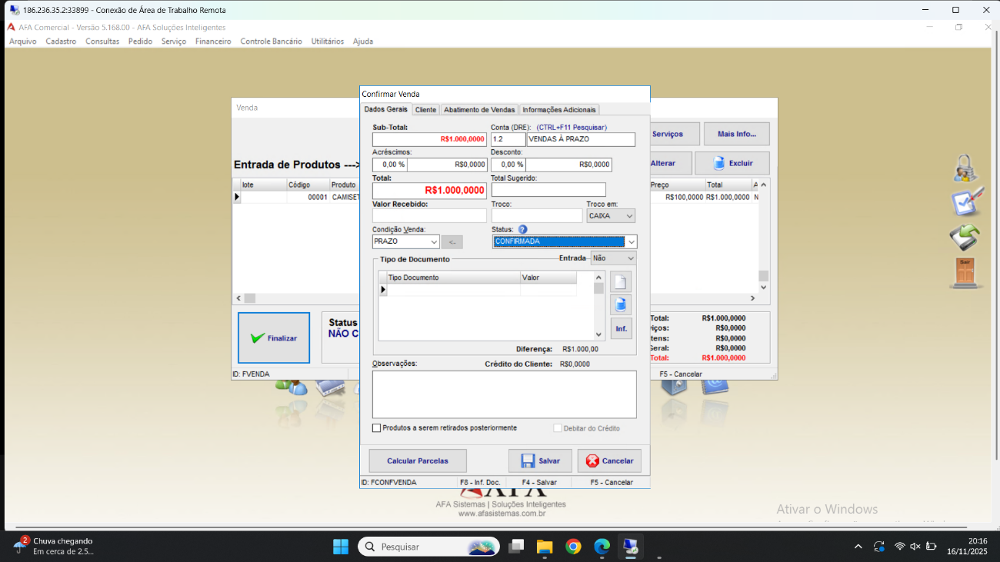 186.236.35.2:33899 - Conexão de Área de Trabalho Remota
AFA Comercial - Versão 5.168.00 - AFA Soluções Inteligentes
Arquivo Cadastro Consultas Pedido Serviço Financeiro Controle Bancário Utilitários Ajuda
Venda
Entrada de Produtos --->
lote Código Produto
00001 CAMISET
Finalizar
Status
NÃO C
ID: FVENDA
Confirmar Venda
Dados Gerais Cliente Abatimento de Vendas Informações Adicionais
Sub-Total: Conta (DRE): (CTRL+F11 Pesquisar)
R$1.000,0000 1.2 VENDAS À PRAZO
Acréscimos: Desconto:
0,00 % R$0,0000 0,00 % R$0,0000
Total: Total Sugerido:
R$1.000,0000
Valor Recebido: Troco: Troco em:
CAIXA
Condição Venda: Status: ?
PRAZO <- CONFIRMADA
Tipo de Documento Entrada Não
Tipo Documento Valor
Inf.
Diferença: R$1.000,00
Observações: Crédito do Cliente: R$0,0000
Produtos a serem retirados posteriormente Debitar do Crédito
Calcular Parcelas Salvar Cancelar
ID: FCONFVENDA F8 - Inf. Doc. F4 - Salvar F5 - Cancelar
Serviços Mais Info...
Alterar Excluir
Preço Total A
R$100,0000 R$1.000,0000 N
Total: R$1.000,0000
viços: R$0,0000
itens: R$0,0000
Geral: R$0,0000
Total: R$1.000,0000
F5 - Cancelar
Sair
AFA
AFA Sistemas | Soluções Inteligentes
www.afasistemas.com.br
Ativar o Windows
2
Chuva chegando
Em cerca de 2.5...
Pesquisar
20:16
16/11/2025